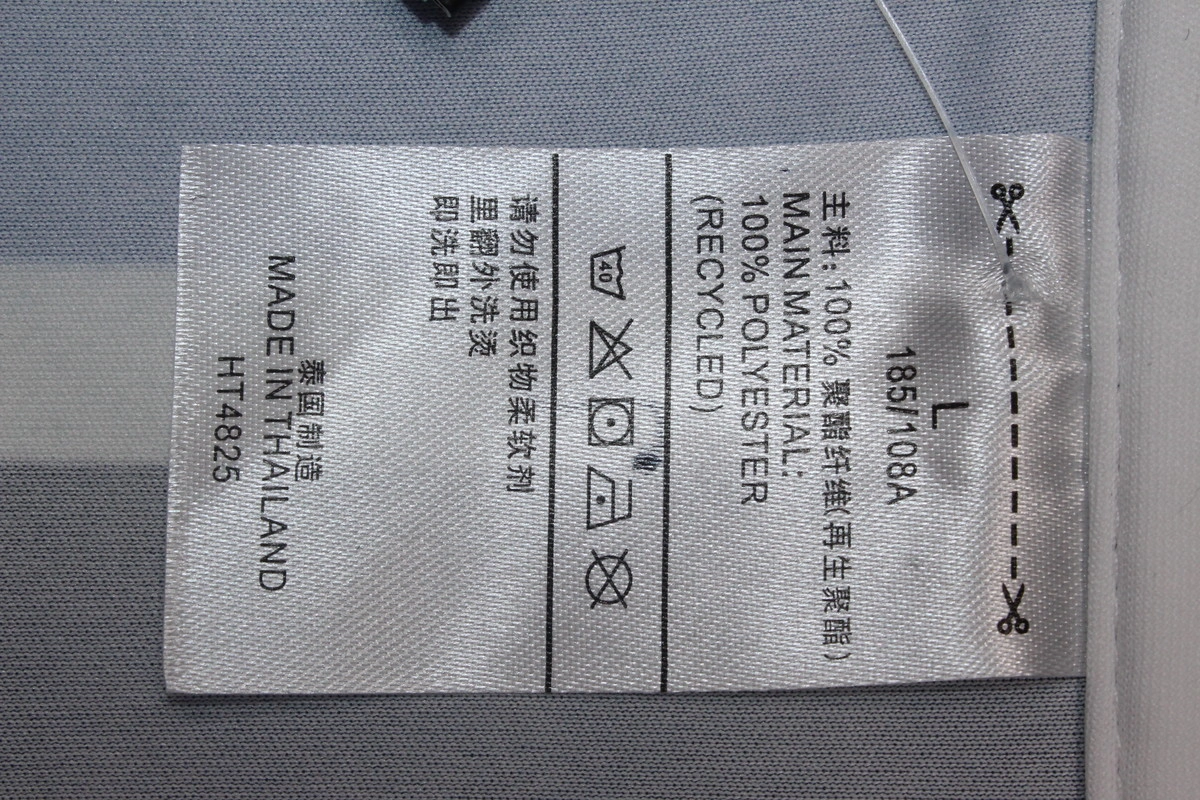 L
185/108A
主料:100% 聚酯纤维(再生聚酯)
MAIN MATERIAL:
100% POLYESTER
(RECYCLED)
40
请勿使用织物柔软剂
里翻外洗烫
即洗即出
泰国制造
MADE IN THAILAND
HT4825